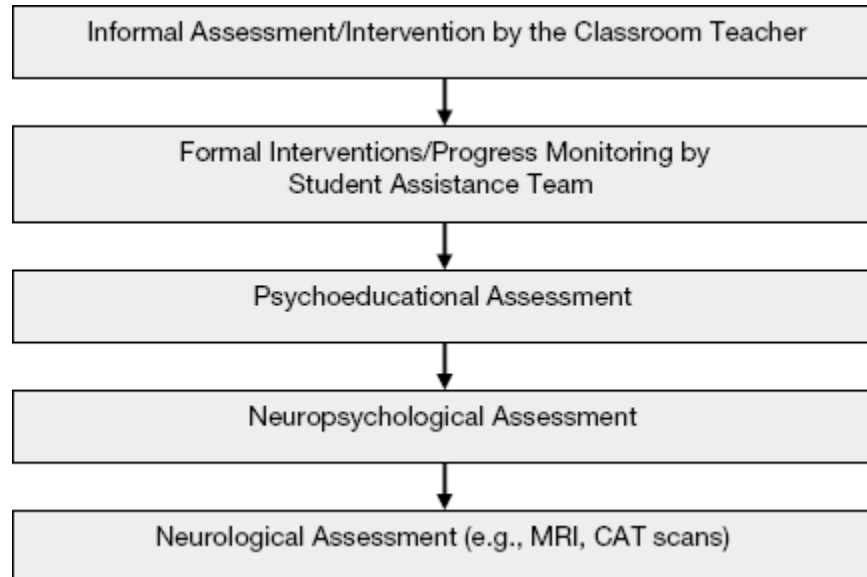 Informal Assessment/Intervention by the Classroom Teacher
Formal Interventions/Progress Monitoring by
Student Assistance Team
Psychoeducational Assessment
Neuropsychological Assessment
Neurological Assessment (e.g., MRI, CAT scans)